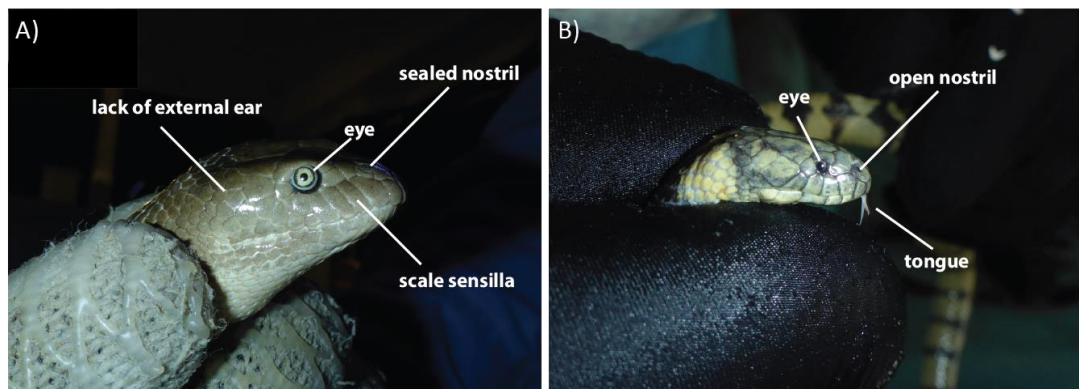 A)
sealed nostril
lack of external ear
eye
scale sensilla
B)
open nostril
eye
tongue